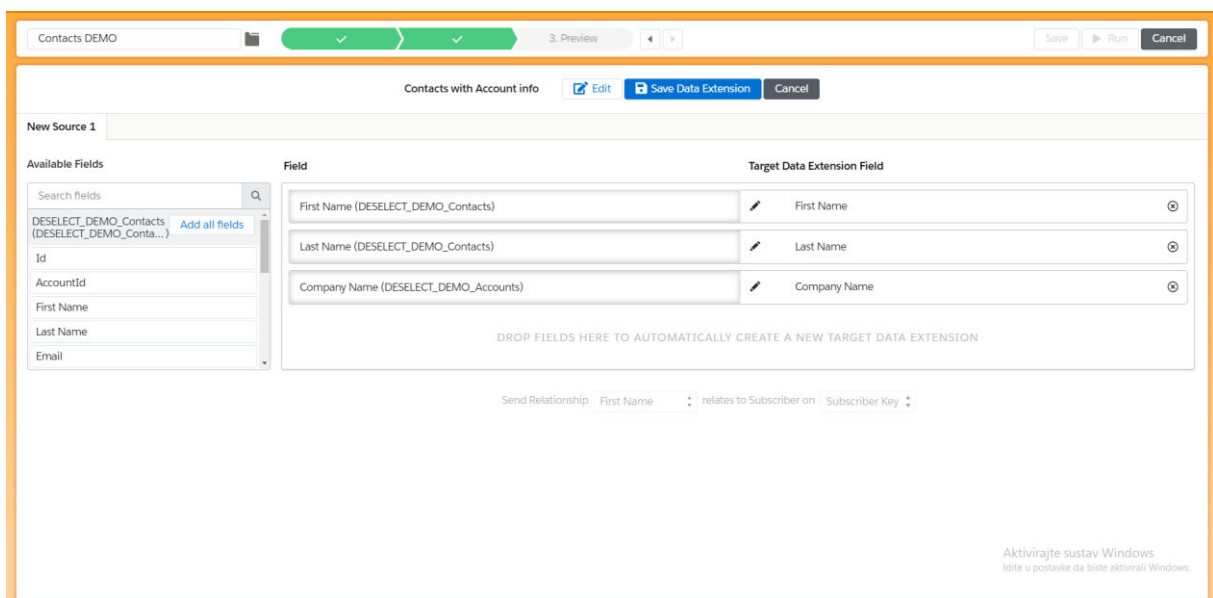 Contacts DEMO
3. Preview
Save
Run
Cancel
Contacts with Account info
Edit
Save Data Extension
Cancel
New Source 1
Available Fields
Field
Target Data Extension Field
Search fields
DESELECT_DEMO_Contacts
(DESELECT_DEMO_Conta...)
Add all fields
Id
AccountId
First Name
Last Name
Email
First Name (DESELECT_DEMO_Contacts)
First Name
Last Name (DESELECT_DEMO_Contacts)
Last Name
Company Name (DESELECT_DEMO_Accounts)
Company Name
DROP FIELDS HERE TO AUTOMATICALLY CREATE A NEW TARGET DATA EXTENSION
Send Relationship First Name relates to Subscriber on Subscriber Key
Aktivirajte sustav Windows
Idite u postavke da biste aktivirali Windows.